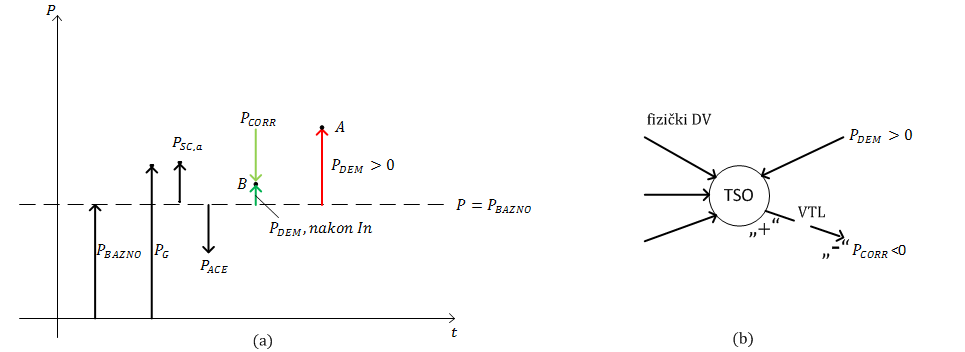 P
P_CORR
A
P_SC,a
P_DEM > 0
B
P = P_BAZNO
P_DEM, nakon In
P_BAZNO
P_G
P_ACE
t
(a)
fizički DV
P_DEM > 0
TSO
VTL
„+“
„-“ P_CORR <0
(b)